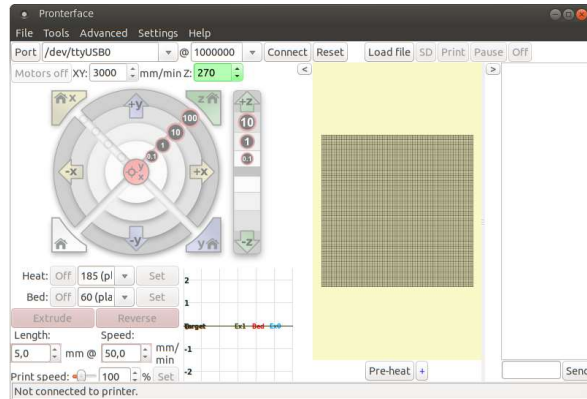 Pronterface
File Tools Advanced Settings Help
Port /dev/ttyUSB0 @ 1000000 Connect Reset Load file SD Print Pause Off
Motors off XY: 3000 mm/min Z: 270 < >
x +y z +z
100
10 10
1 1
0.1 0.1
-x y x +x
-y y -z
Heat: Off 185 (pl Set
Bed: Off 60 (pla Set
Extrude Reverse
Length: Speed:
5,0 mm @ 50,0 mm/
min
Print speed: 100 % Set
2
1
Target Ex1 Bed Ex0
-1
-2
Pre-heat + Send
Not connected to printer.